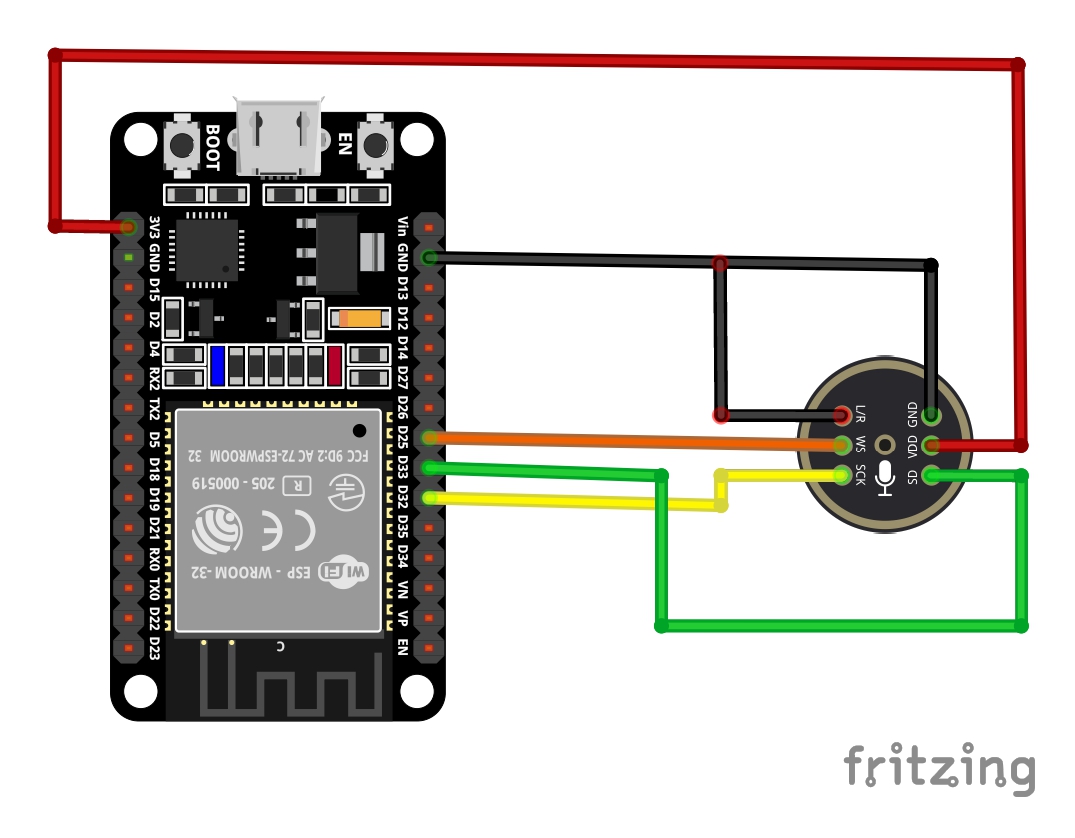 BOOT
EN
3V3
GND
D15
D2
D4
RX2
TX2
D5
D18
D19
D21
RX0
TX0
D22
D23
Vin
GND
D13
D12
D14
D27
D26
D25
D33
D32
D35
D34
VN
VP
EN
FCC 9D:2 AC 72-ESPWROOM 32
R 205 - 000519
CE
WiFi ESP - WROOM-32
C
L/R
WS
SCK
GND
VDD
SD
fritzing